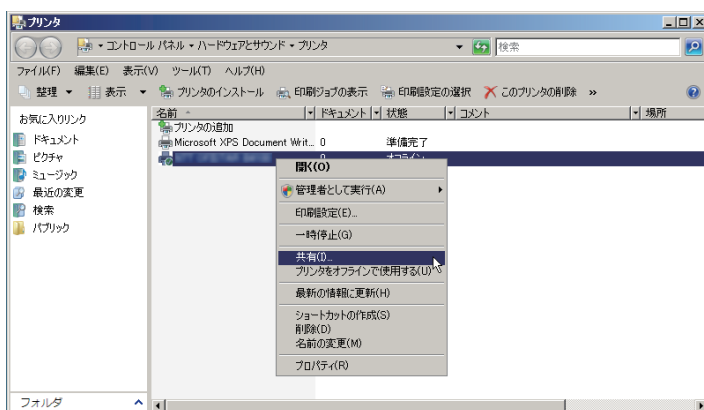 プリンタ
コントロール パネル ▾ ハードウェアとサウンド ▾ プリンタ
検索
ファイル(F) 編集(E) 表示(V) ツール(T) ヘルプ(H)
整理 表示 プリンタのインストール 印刷ジョブの表示 印刷設定の選択 このプリンタの削除 »
お気に入りリンク
ドキュメント
ピクチャ
ミュージック
最近の変更
検索
パブリック
フォルダ
名前 ドキュメント 状態 コメント 場所
プリンタの追加
Microsoft XPS Document Writ... 0 準備完了
0 オフライン
開く(O)
管理者として実行(A)
印刷設定(E)...
一時停止(G)
共有(I)...
プリンタをオフラインで使用する(U)
最新の情報に更新(H)
ショートカットの作成(S)
削除(D)
名前の変更(M)
プロパティ(R)